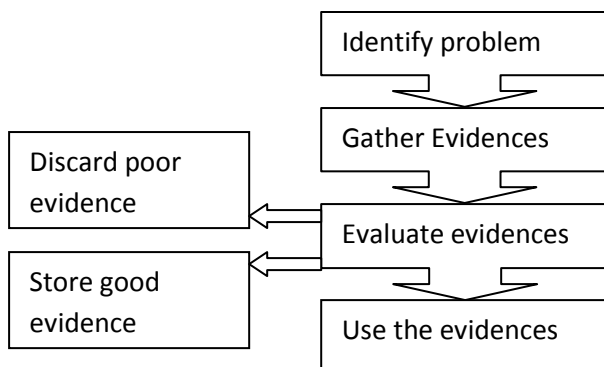 Identify problem
Gather Evidences
Discard poor
evidence
Evaluate evidences
Store good
evidence
Use the evidences